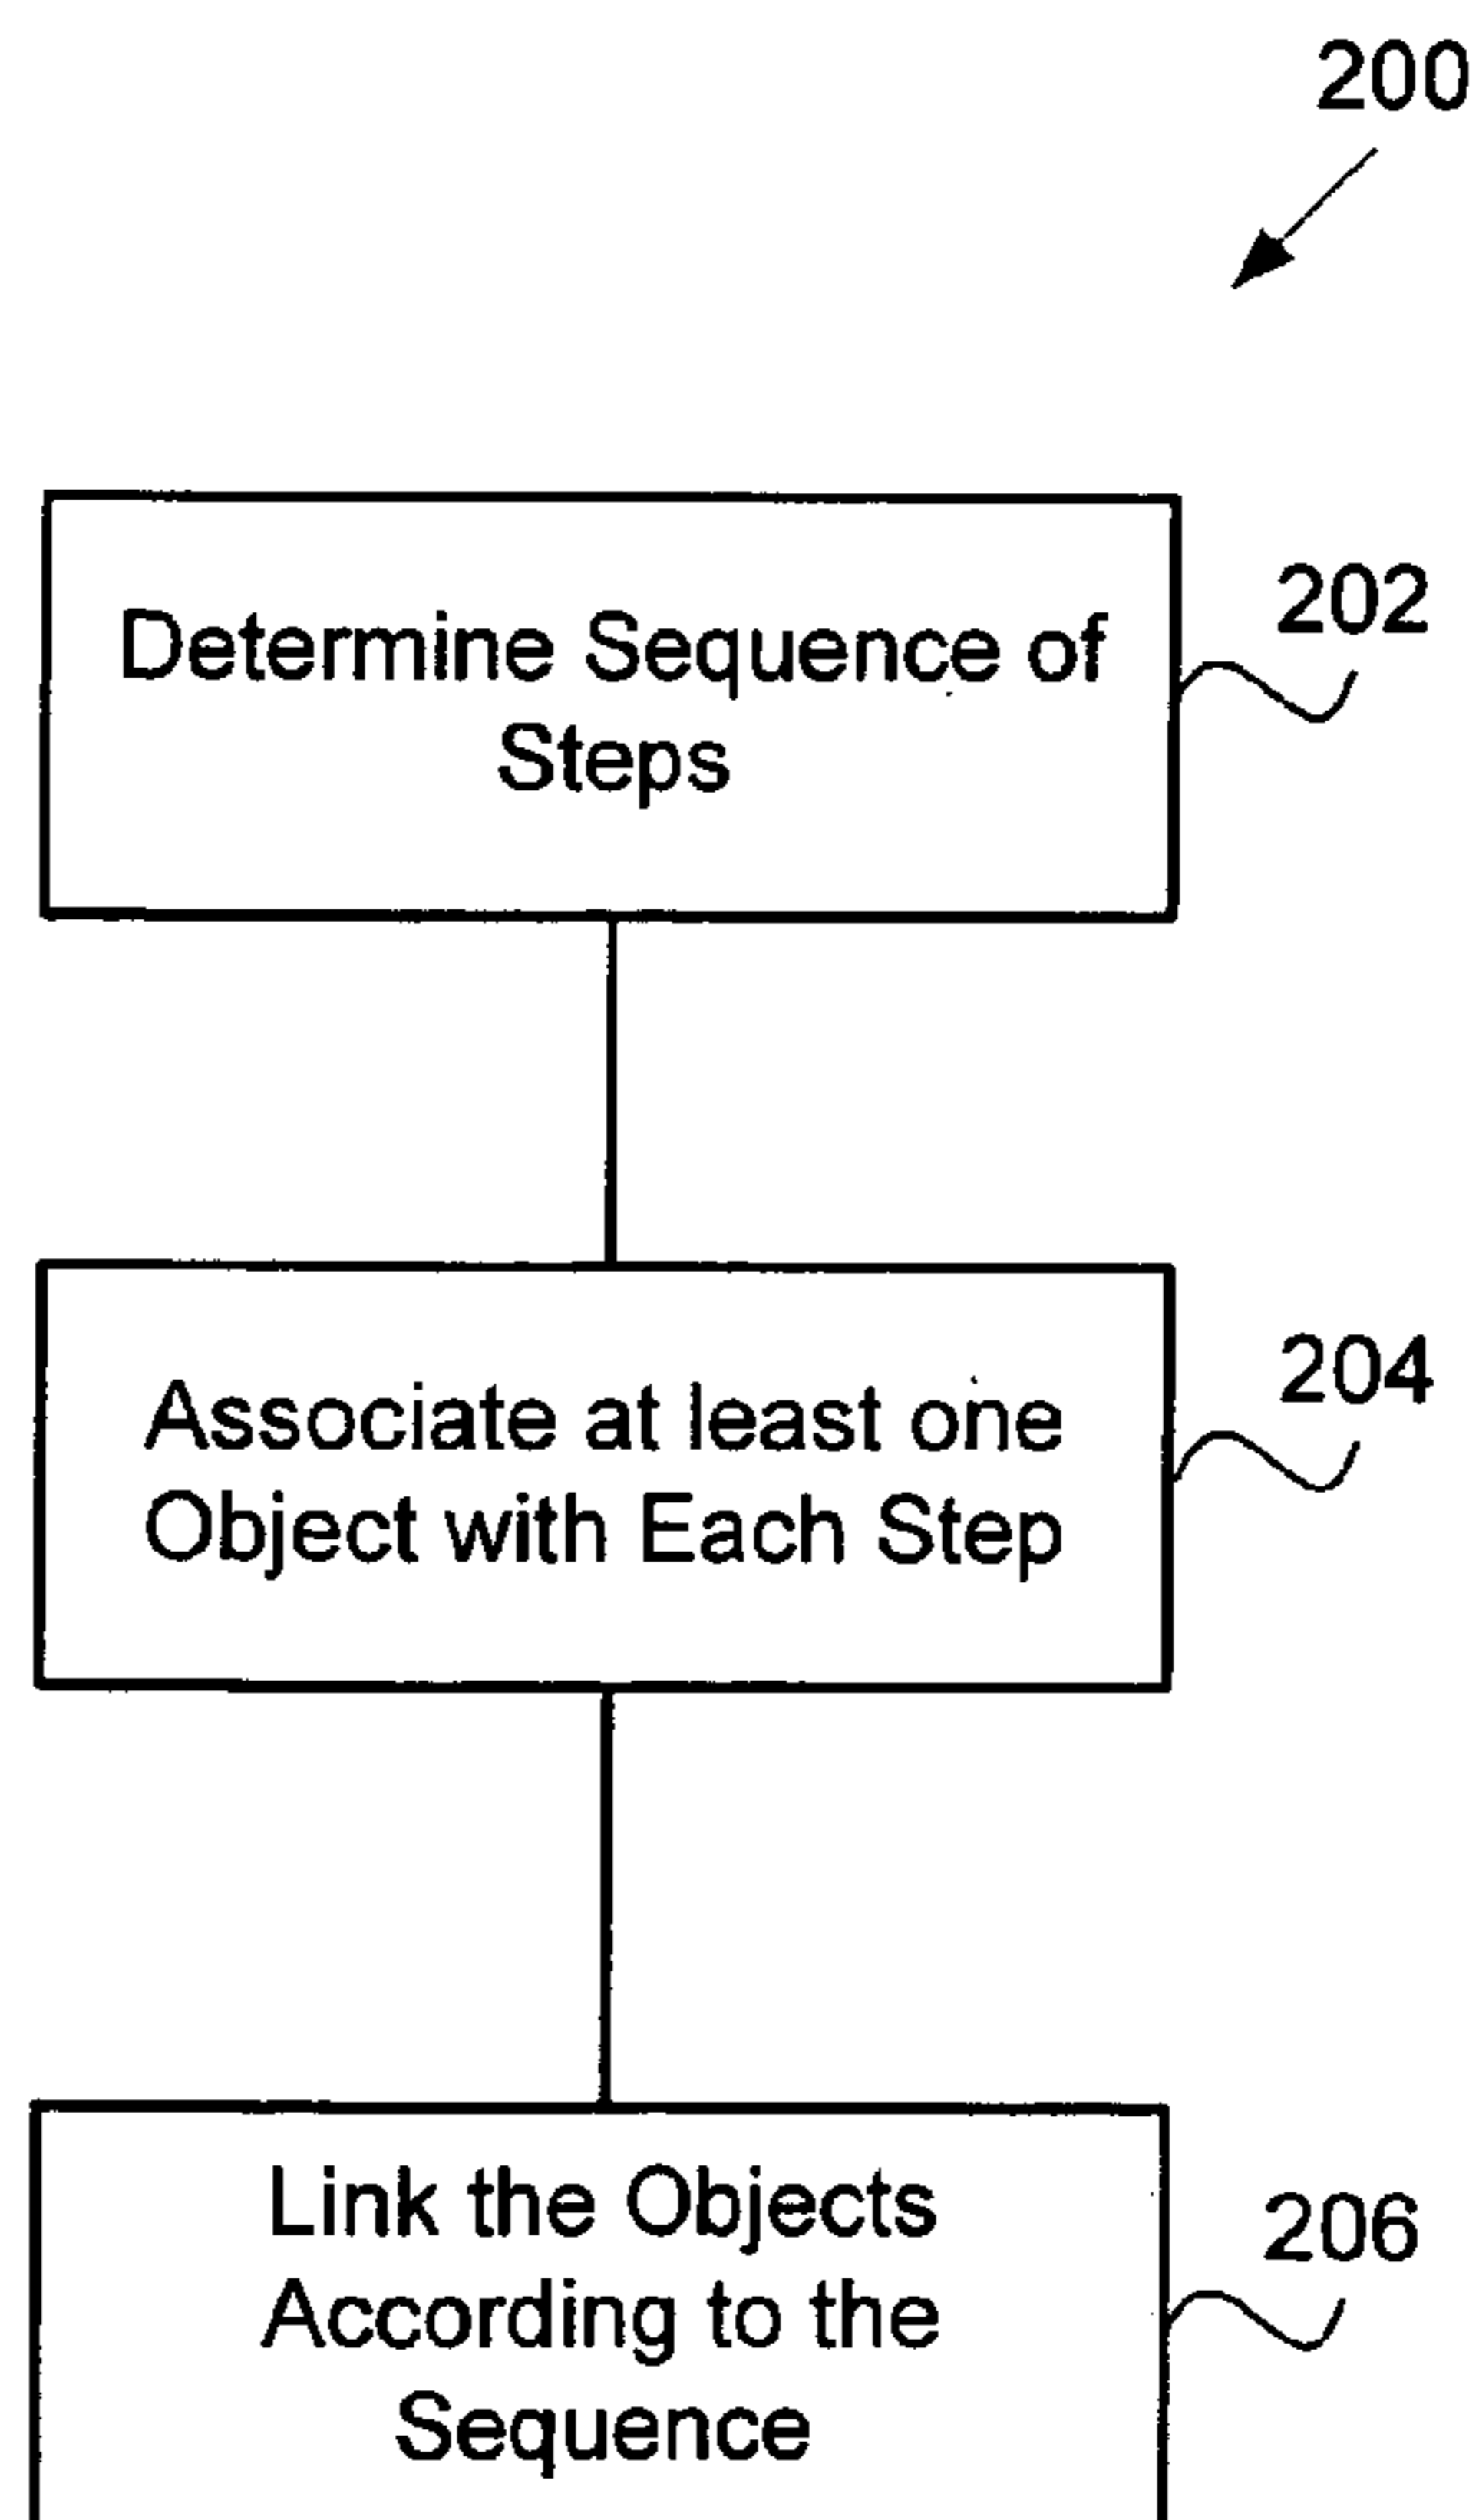 200
Determine Sequence of
Steps
202
Associate at least one
Object with Each Step
204
Link the Objects
According to the
Sequence
206